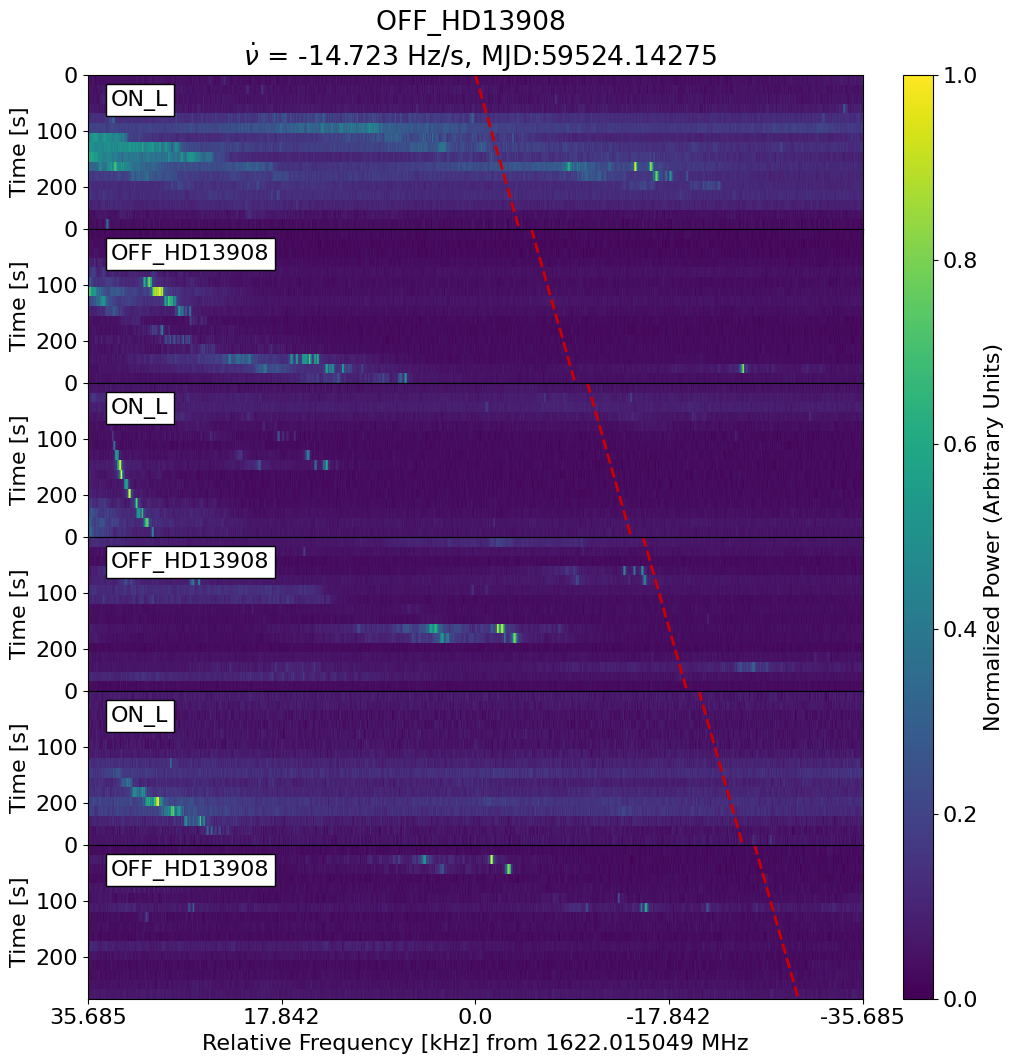 OFF_HD13908
ν̇ = -14.723 Hz/s, MJD:59524.14275
ON_L
OFF_HD13908
ON_L
OFF_HD13908
ON_L
OFF_HD13908
Time [s]
0
100
200
Time [s]
0
100
200
Time [s]
0
100
200
Time [s]
0
100
200
Time [s]
0
100
200
Time [s]
0
100
200
35.685
17.842
0.0
-17.842
-35.685
Relative Frequency [kHz] from 1622.015049 MHz
1.0
0.8
0.6
0.4
0.2
0.0
Normalized Power (Arbitrary Units)